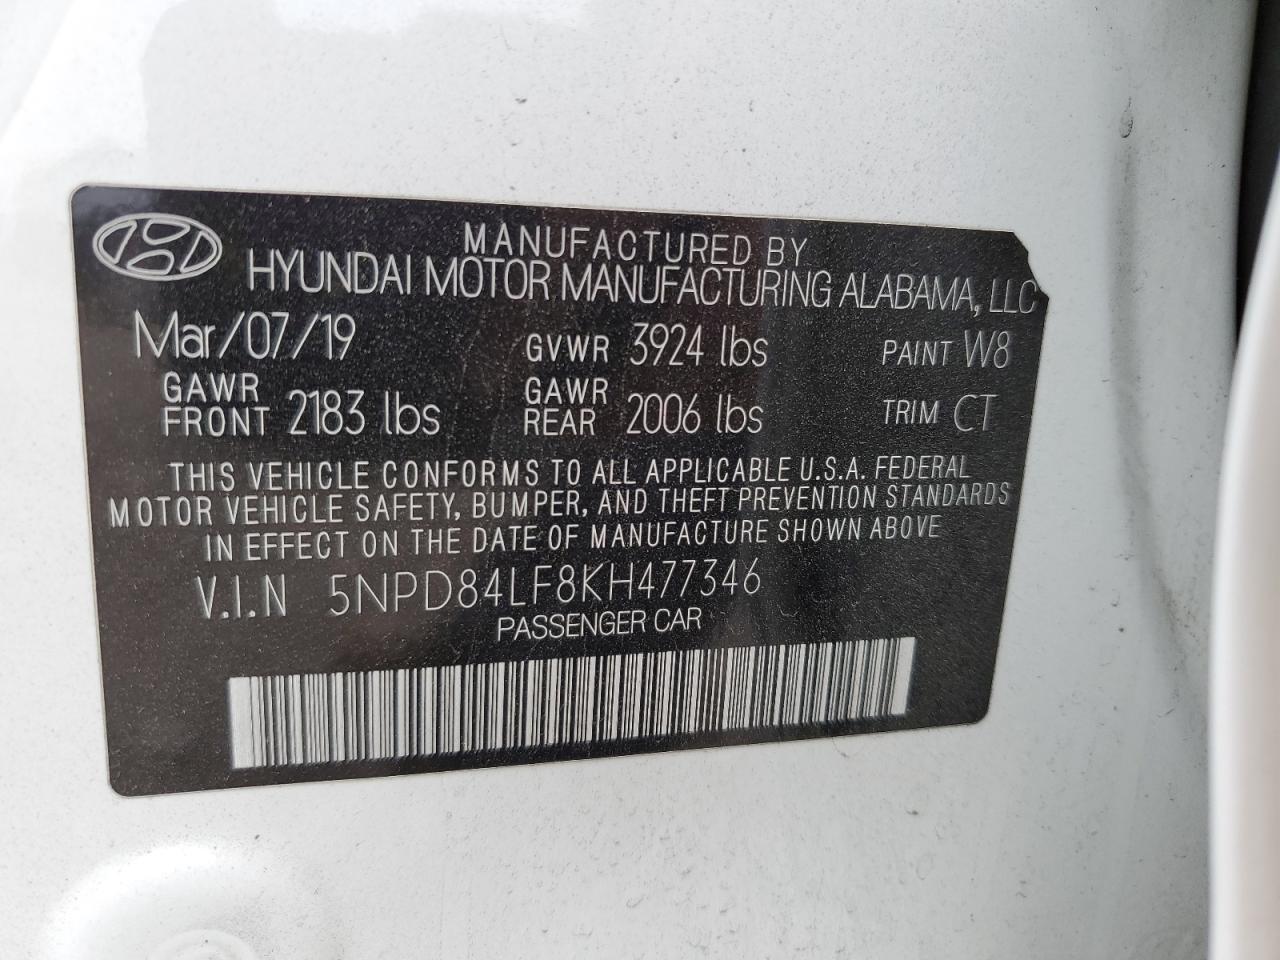 MANUFACTURED BY
HYUNDAI MOTOR MANUFACTURING ALABAMA, LLC
Mar/07/19 GVWR 3924 lbs PAINT W8
GAWR FRONT 2183 lbs GAWR REAR 2006 lbs TRIM CT
THIS VEHICLE CONFORMS TO ALL APPLICABLE U.S.A. FEDERAL
MOTOR VEHICLE SAFETY, BUMPER, AND THEFT PREVENTION STANDARDS
IN EFFECT ON THE DATE OF MANUFACTURE SHOWN ABOVE
V.I.N 5NPD84LF8KH477346
PASSENGER CAR